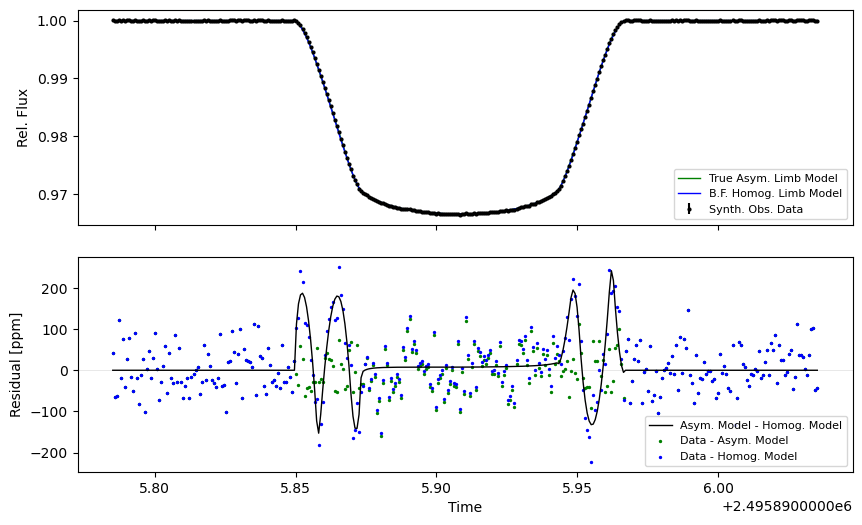 1.00
0.99
0.98
0.97
Rel. Flux
True Asym. Limb Model
B.F. Homog. Limb Model
Synth. Obs. Data
200
100
0
−100
−200
Residual [ppm]
Asym. Model - Homog. Model
Data - Asym. Model
Data - Homog. Model
5.80
5.85
5.90
5.95
6.00
Time
+2.4958900000e6